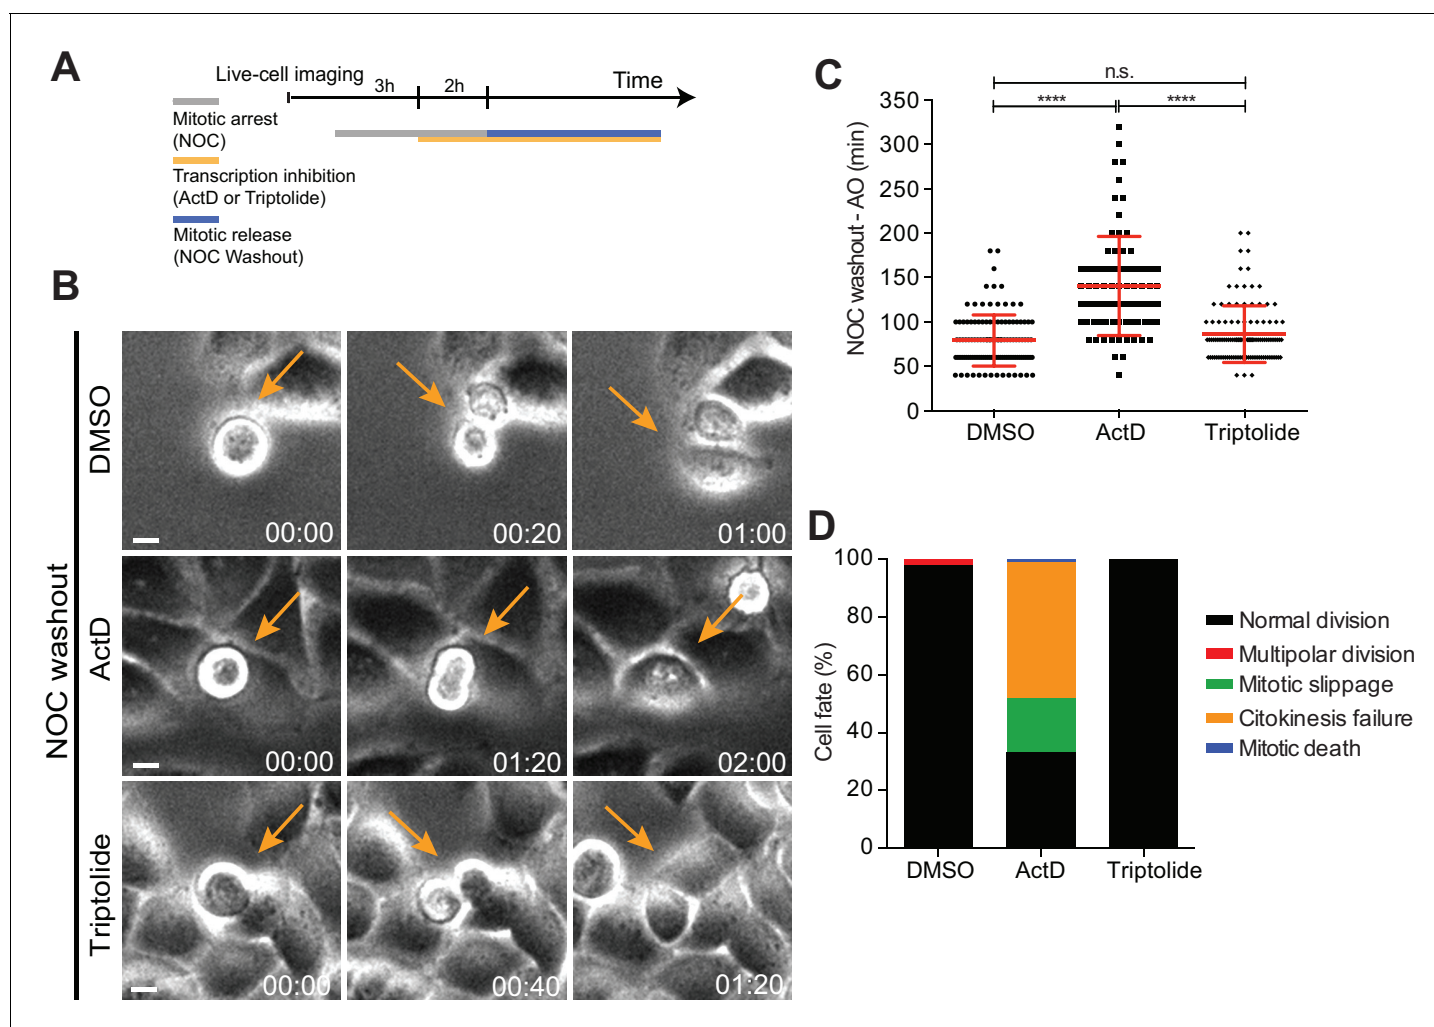 A
Live-cell imaging
3h
2h
Time
Mitotic arrest
(NOC)
Transcription inhibition
(ActD or Triptolide)
Mitotic release
(NOC Washout)
B
NOC washout
DMSO
00:00
00:20
01:00
ActD
00:00
01:20
02:00
Triptolide
00:00
00:40
01:20
C
n.s.
****
****
NOC washout - AO (min)
350
300
250
200
150
100
50
0
DMSO
ActD
Triptolide
D
Cell fate (%)
100
80
60
40
20
0
DMSO
ActD
Triptolide
Normal division
Multipolar division
Mitotic slippage
Citokinesis failure
Mitotic death